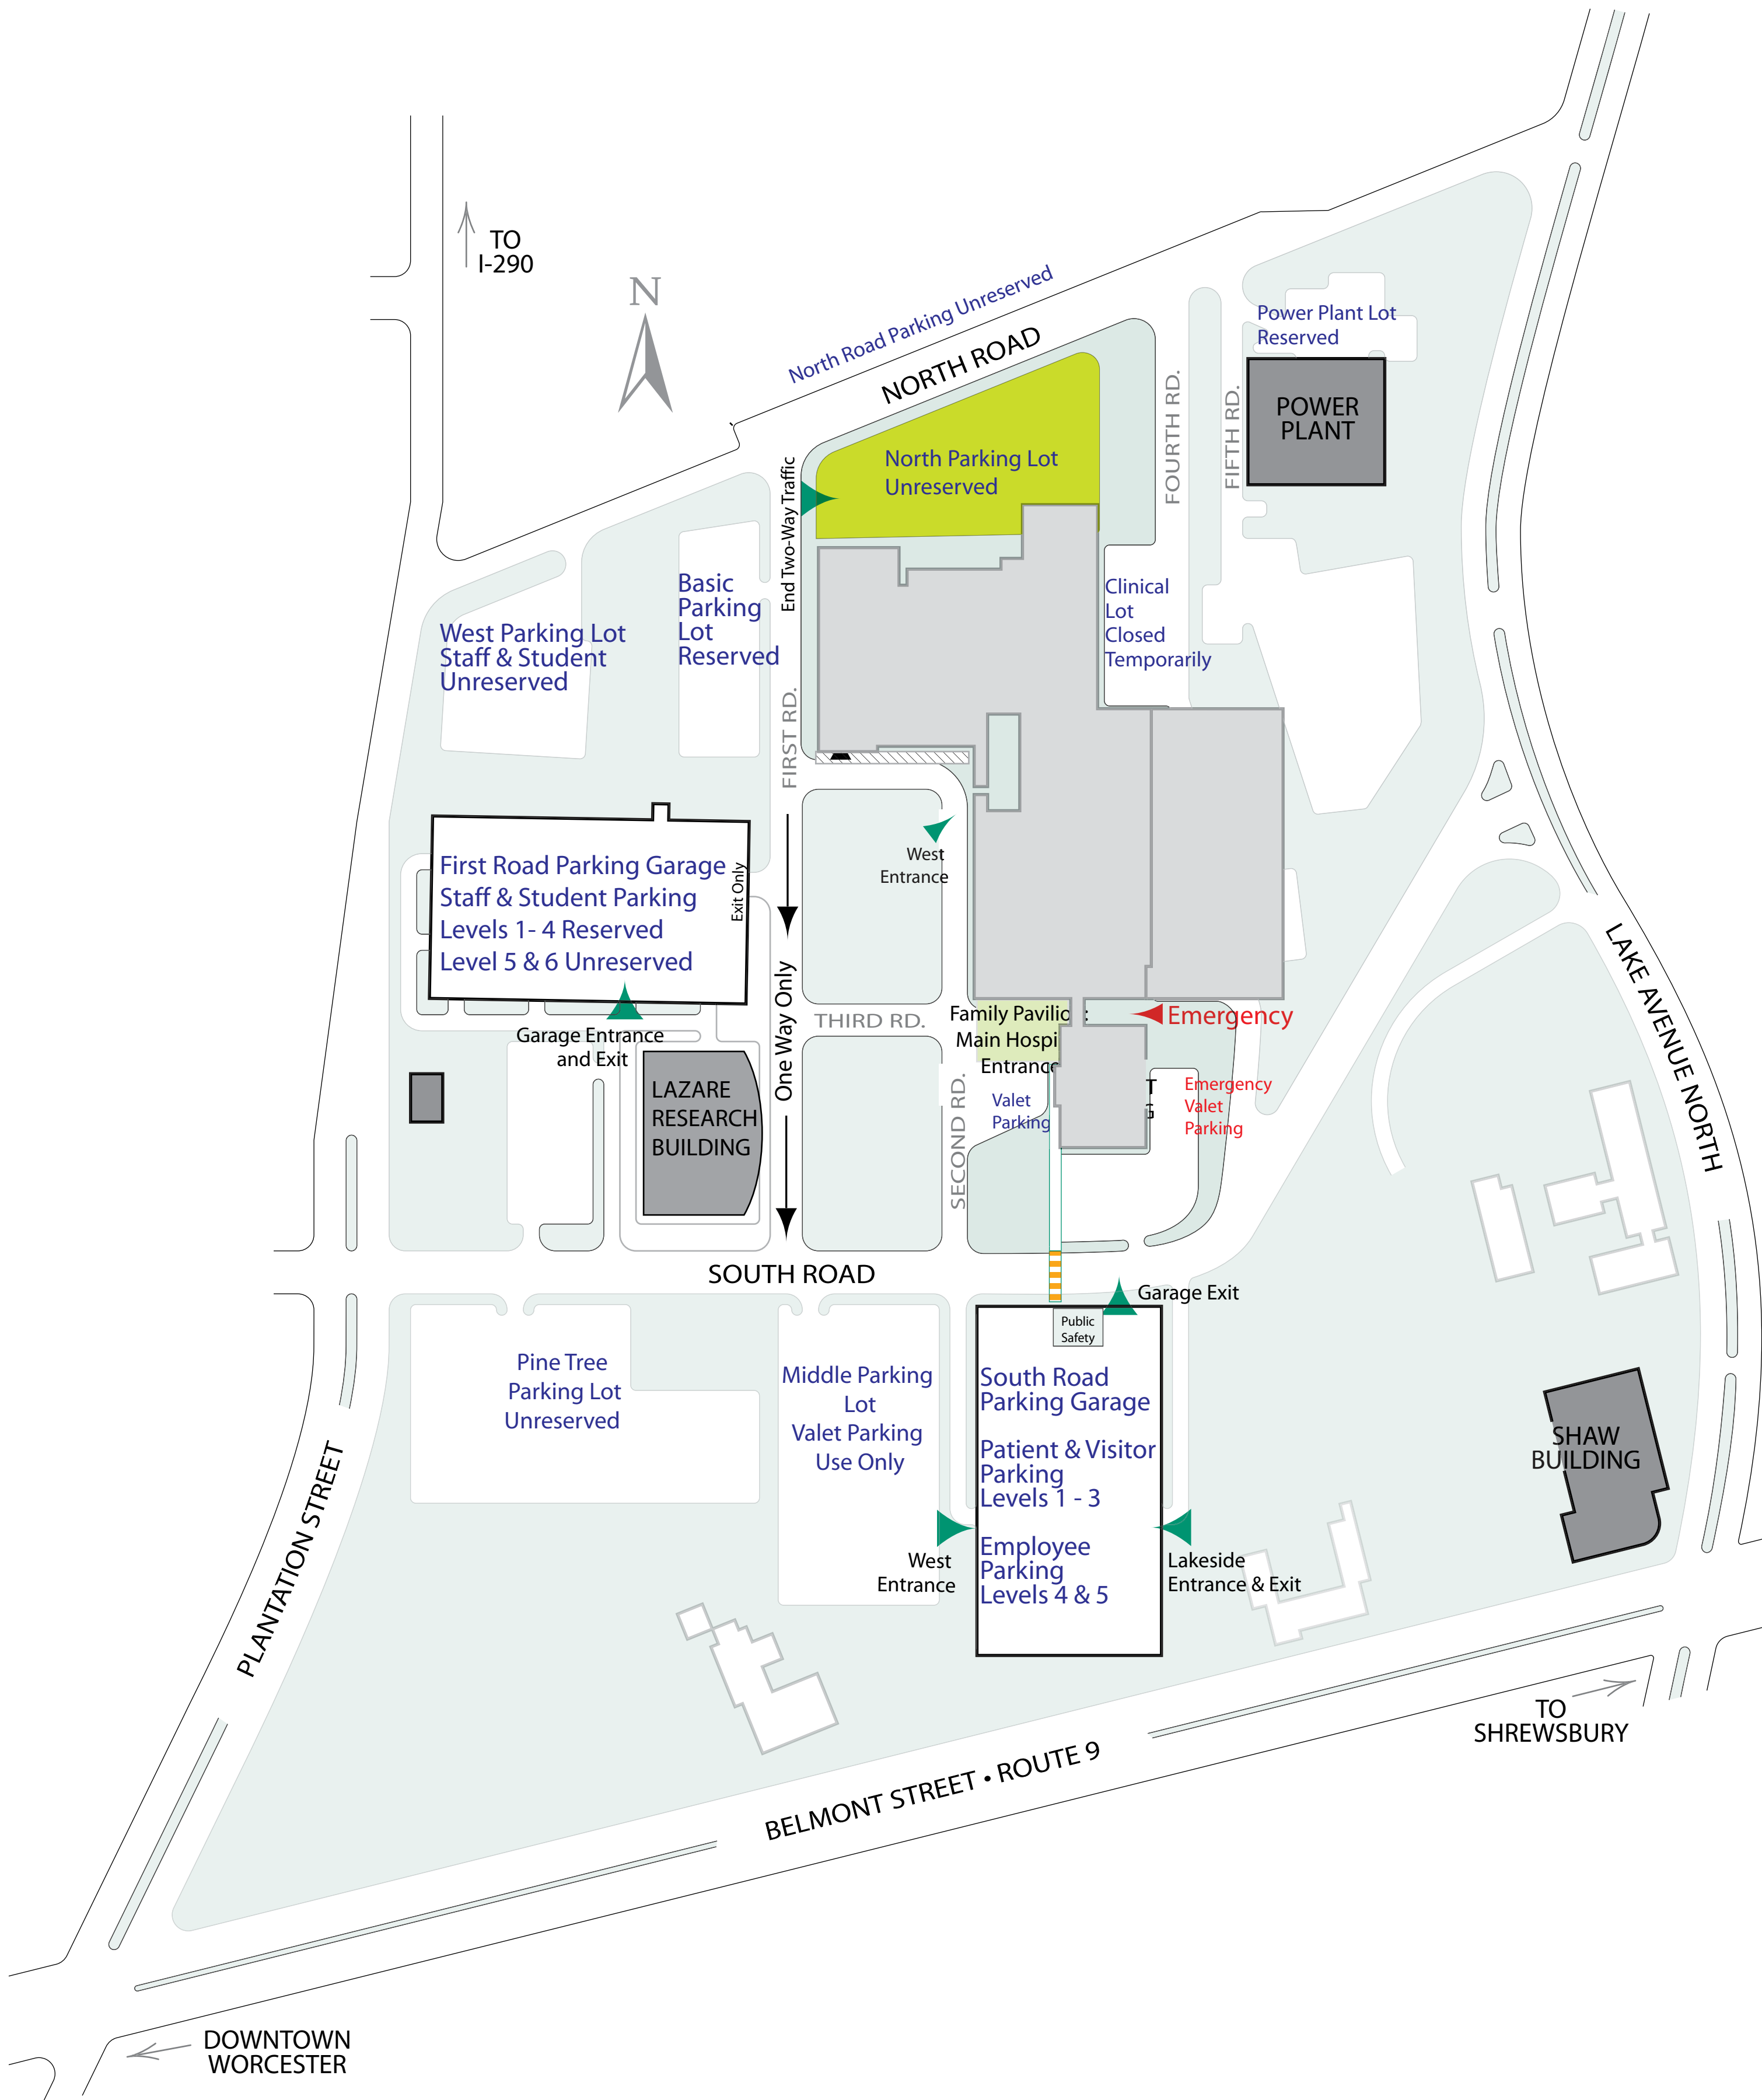 TO
I-290
N
North Road Parking Unreserved
NORTH ROAD
Power Plant Lot
Reserved
POWER
PLANT
FOURTH RD.
FIFTH RD.
North Parking Lot
Unreserved
End Two-Way Traffic
Basic
Parking
Lot
Reserved
West Parking Lot
Staff & Student
Unreserved
Clinical
Lot
Closed
Temporarily
FIRST RD.
First Road Parking Garage
Staff & Student Parking
Levels 1- 4 Reserved
Level 5 & 6 Unreserved
Exit Only
West
Entrance
One Way Only
THIRD RD.
Garage Entrance
and Exit
LAZARE
RESEARCH
BUILDING
Family Pavilio
Main Hospi
Entrance
Emergency
Valet
Parking
Emergency
Valet
Parking
SECOND RD.
LAKE AVENUE NORTH
SOUTH ROAD
Garage Exit
Public
Safety
Pine Tree
Parking Lot
Unreserved
Middle Parking
Lot
Valet Parking
Use Only
South Road
Parking Garage
Patient & Visitor
Parking
Levels 1 - 3
Employee
Parking
Levels 4 & 5
West
Entrance
Lakeside
Entrance & Exit
SHAW
BUILDING
PLANTATION STREET
TO
SHREWSBURY
BELMONT STREET • ROUTE 9
DOWNTOWN
WORCESTER